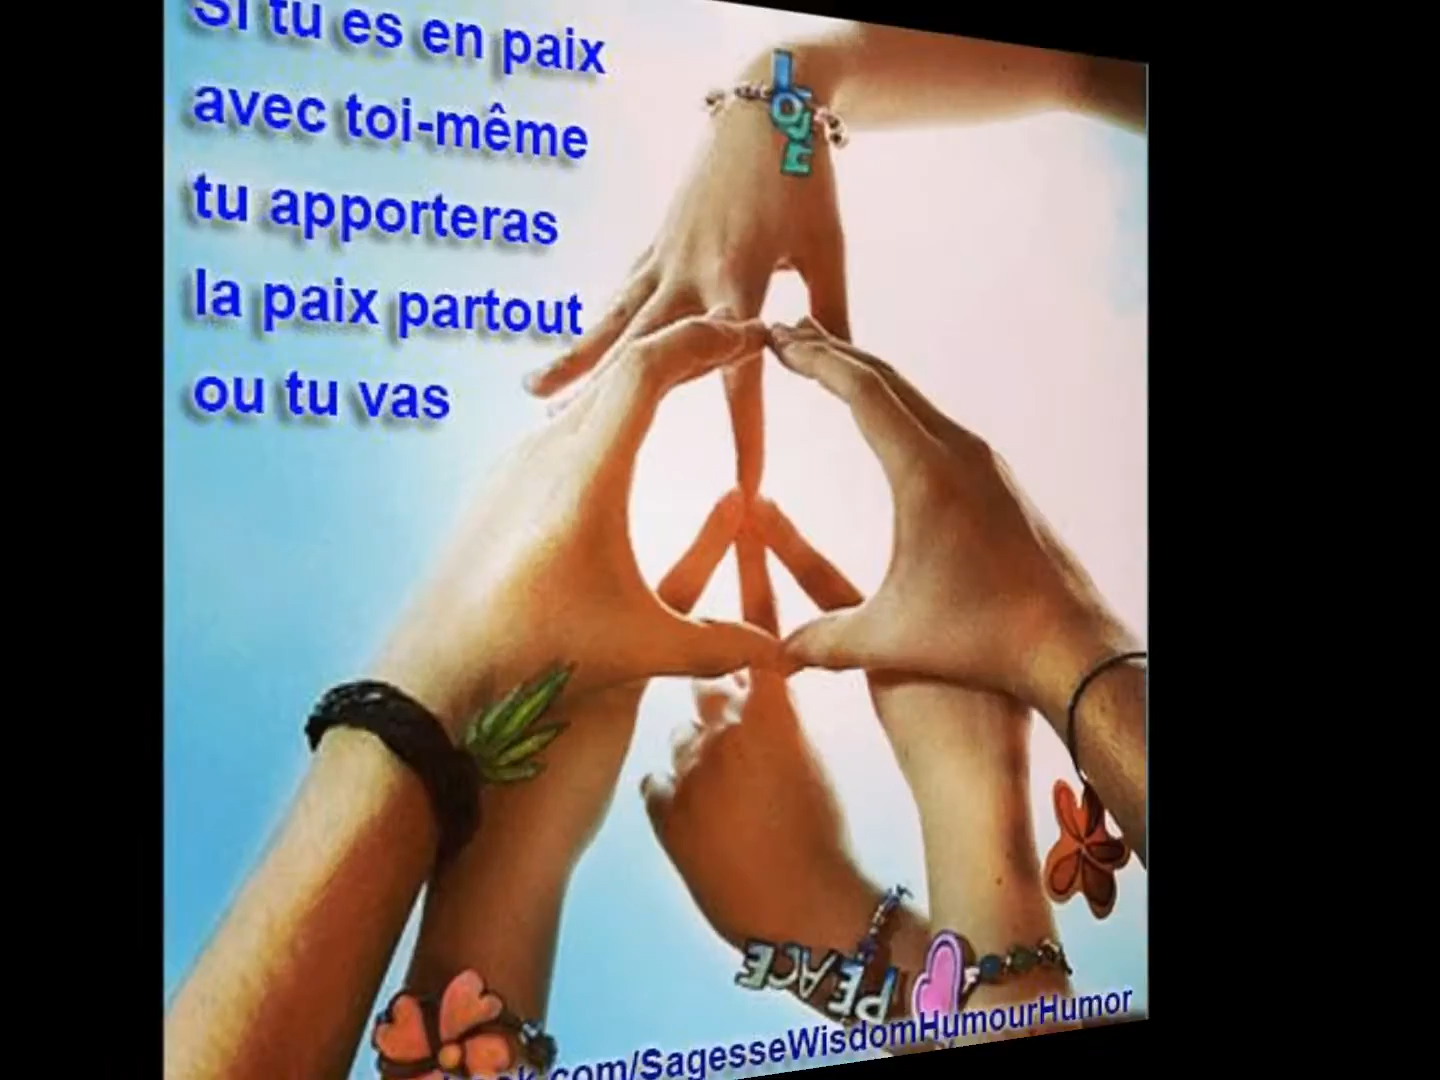 Si tu es en paix
avec toi-même
tu apporteras
la paix partout
ou tu vas
LOVE
PEACE
.com/SagesseWisdomHumourHumor